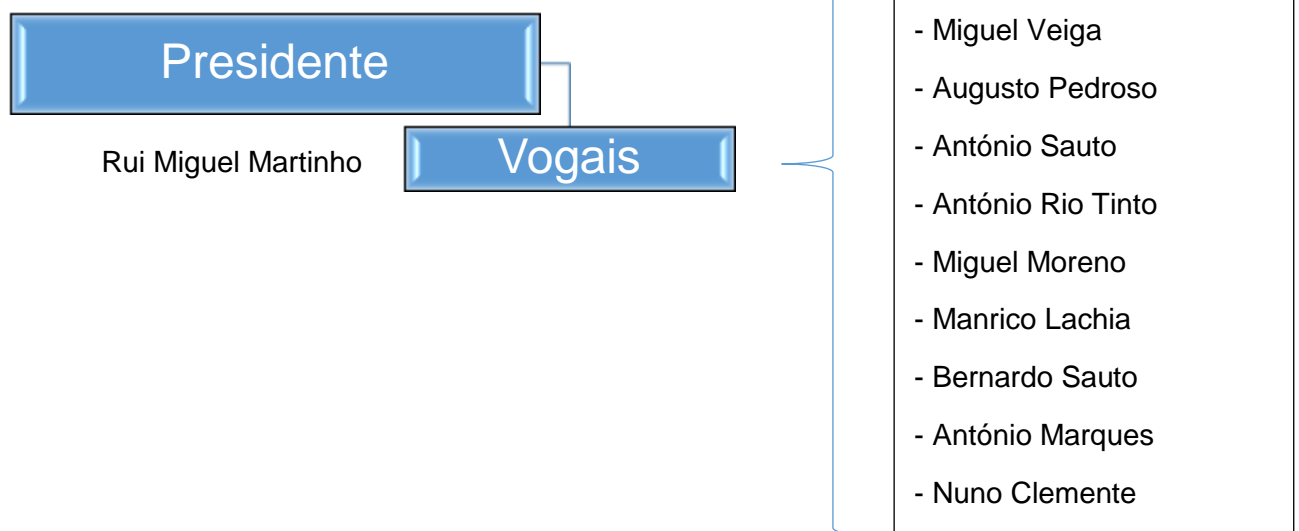 Presidente
Rui Miguel Martinho
Vogais
- Miguel Veiga
- Augusto Pedroso
- António Sauto
- António Rio Tinto
- Miguel Moreno
- Manrico Lachia
- Bernardo Sauto
- António Marques
- Nuno Clemente